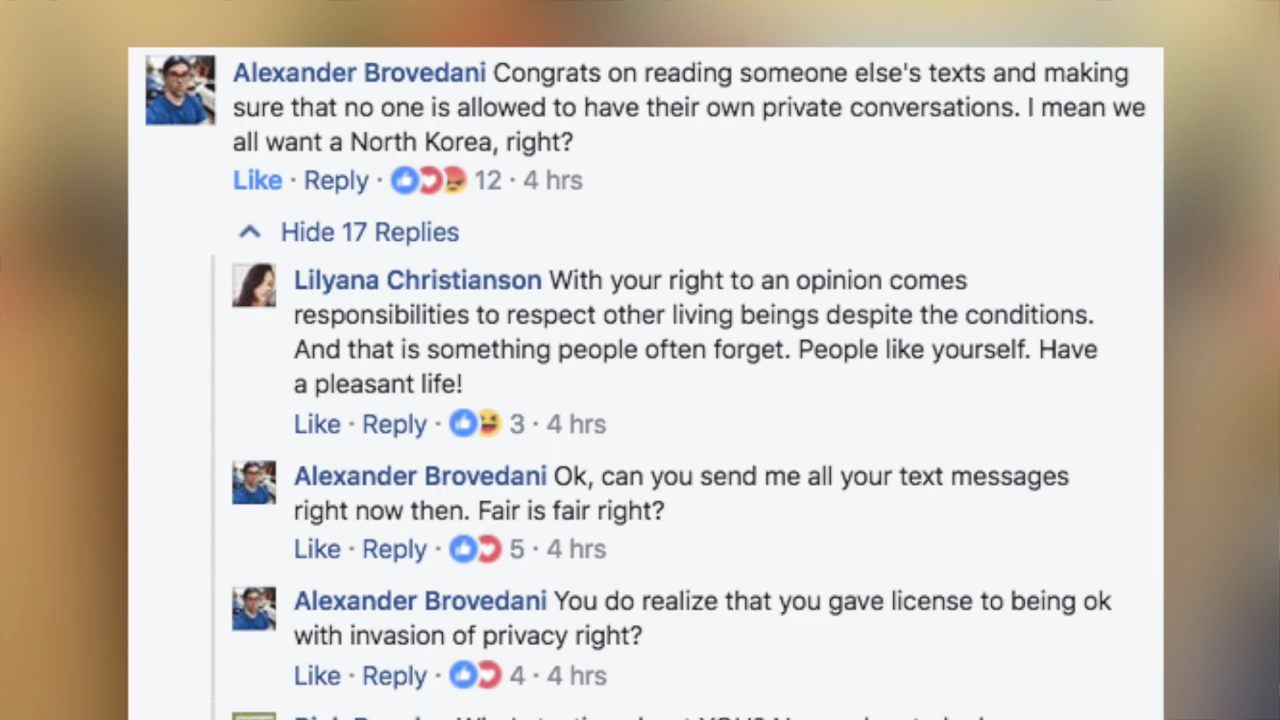 Alexander Brovedani Congrats on reading someone else's texts and making
sure that no one is allowed to have their own private conversations. I mean we
all want a North Korea, right?
Like · Reply · 12 · 4 hrs
Hide 17 Replies
Lilyana Christianson With your right to an opinion comes
responsibilities to respect other living beings despite the conditions.
And that is something people often forget. People like yourself. Have
a pleasant life!
Like · Reply · 3 · 4 hrs
Alexander Brovedani Ok, can you send me all your text messages
right now then. Fair is fair right?
Like · Reply · 5 · 4 hrs
Alexander Brovedani You do realize that you gave license to being ok
with invasion of privacy right?
Like · Reply · 4 · 4 hrs